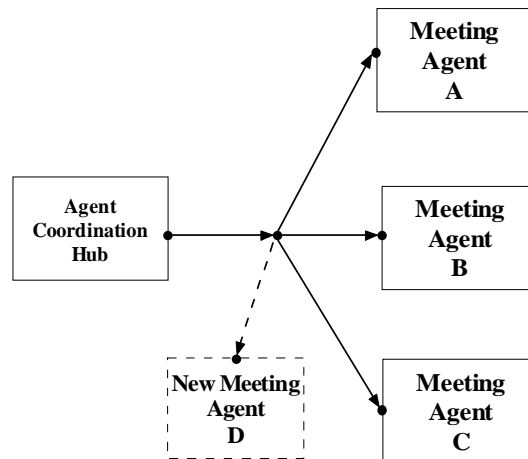 Meeting
Agent
A
Agent
Coordination
Hub
Meeting
Agent
B
New Meeting
Agent
D
Meeting
Agent
C